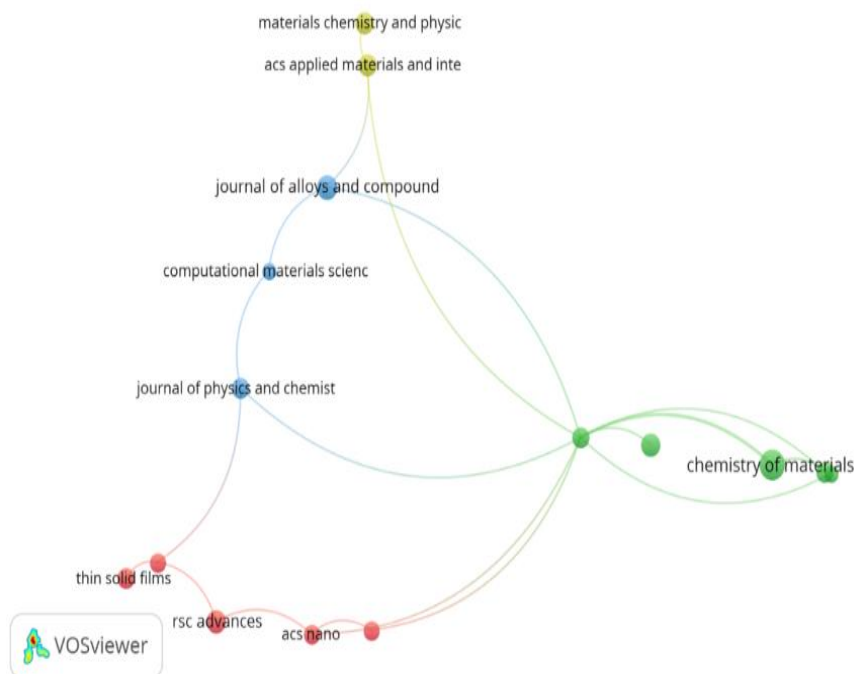 materials chemistry and physic
acs applied materials and inte
journal of alloys and compound
computational materials scienc
journal of physics and chemist
chemistry of materials
thin solid films
rsc advances
acs nano
VOSviewer